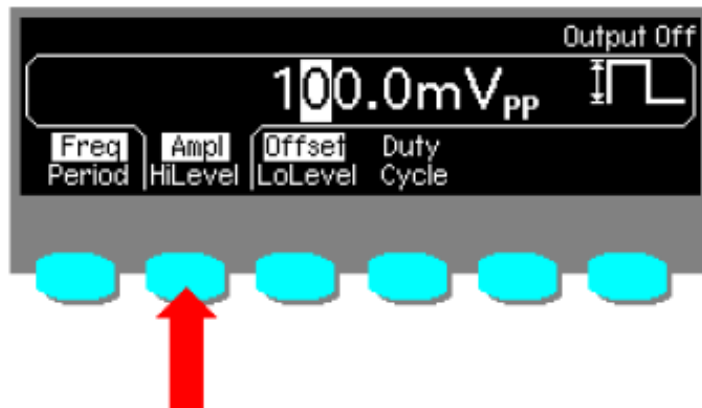 Output Off
100.0mVPP
Freq Ampl Offset Duty
Period HiLevel LoLevel Cycle